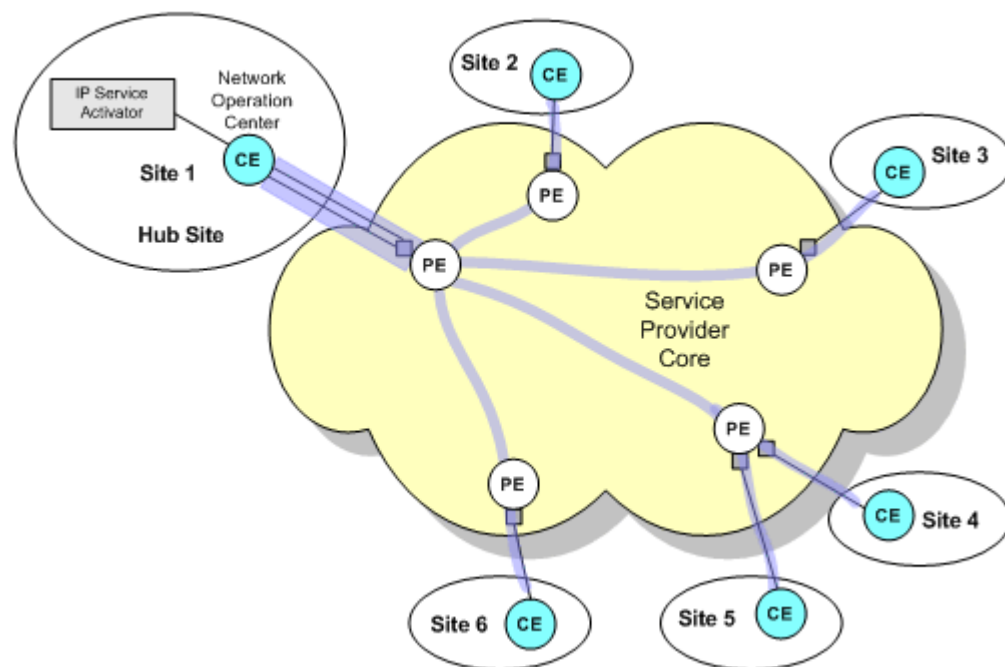 Site 2
CE
IP Service
Activator
Network
Operation
Center
CE
Site 1
Hub Site
CE
Site 3
PE
PE
PE
Service
Provider
Core
PE
PE
CE
Site 4
Site 6
CE
Site 5
CE